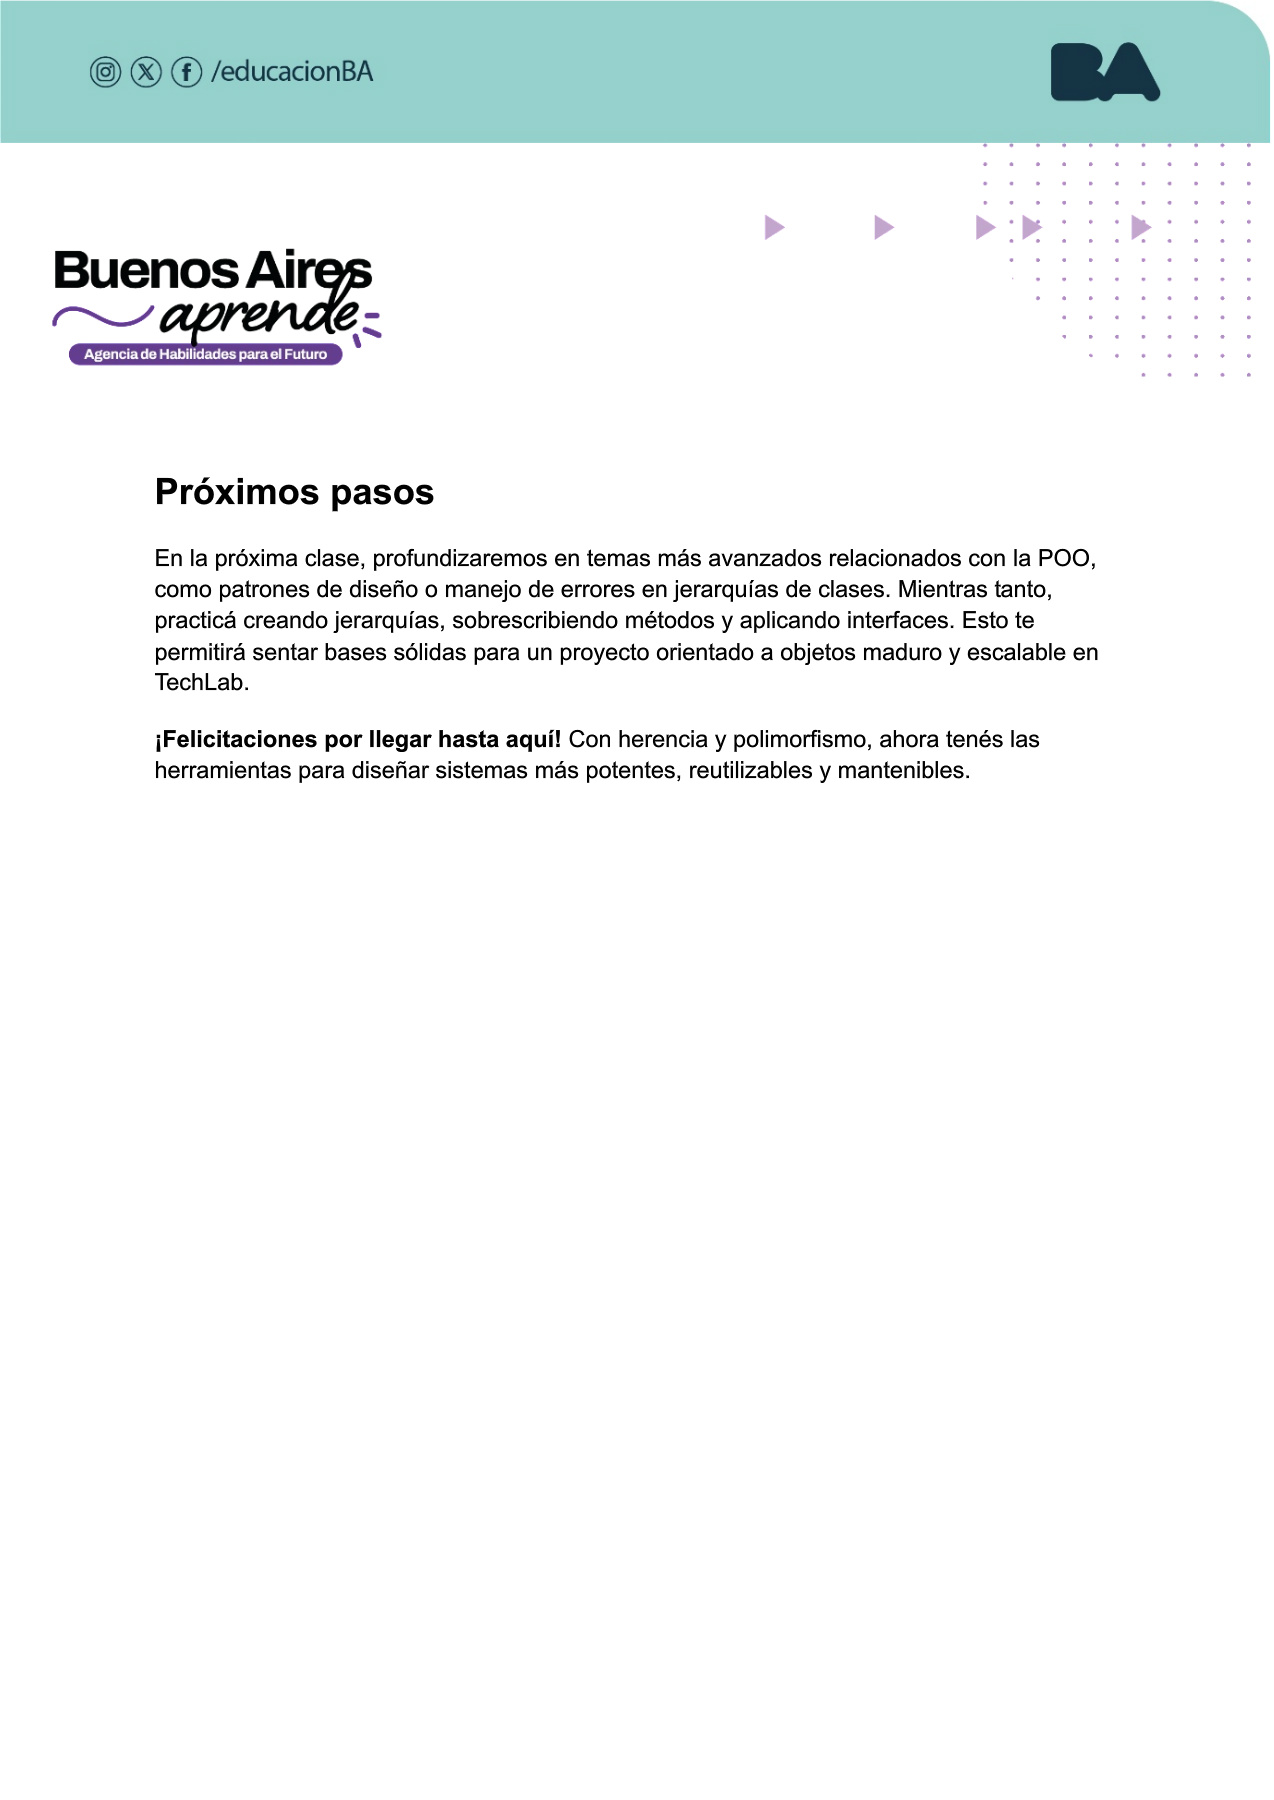 /educacionBA
BA
Buenos Aires
aprende
Agencia de Habilidades para el Futuro
Próximos pasos
En la próxima clase, profundizaremos en temas más avanzados relacionados con la POO,
como patrones de diseño o manejo de errores en jerarquías de clases. Mientras tanto,
practicá creando jerarquías, sobrescribiendo métodos y aplicando interfaces. Esto te
permitirá sentar bases sólidas para un proyecto orientado a objetos maduro y escalable en
TechLab.
¡Felicitaciones por llegar hasta aquí! Con herencia y polimorfismo, ahora tenés las
herramientas para diseñar sistemas más potentes, reutilizables y mantenibles.